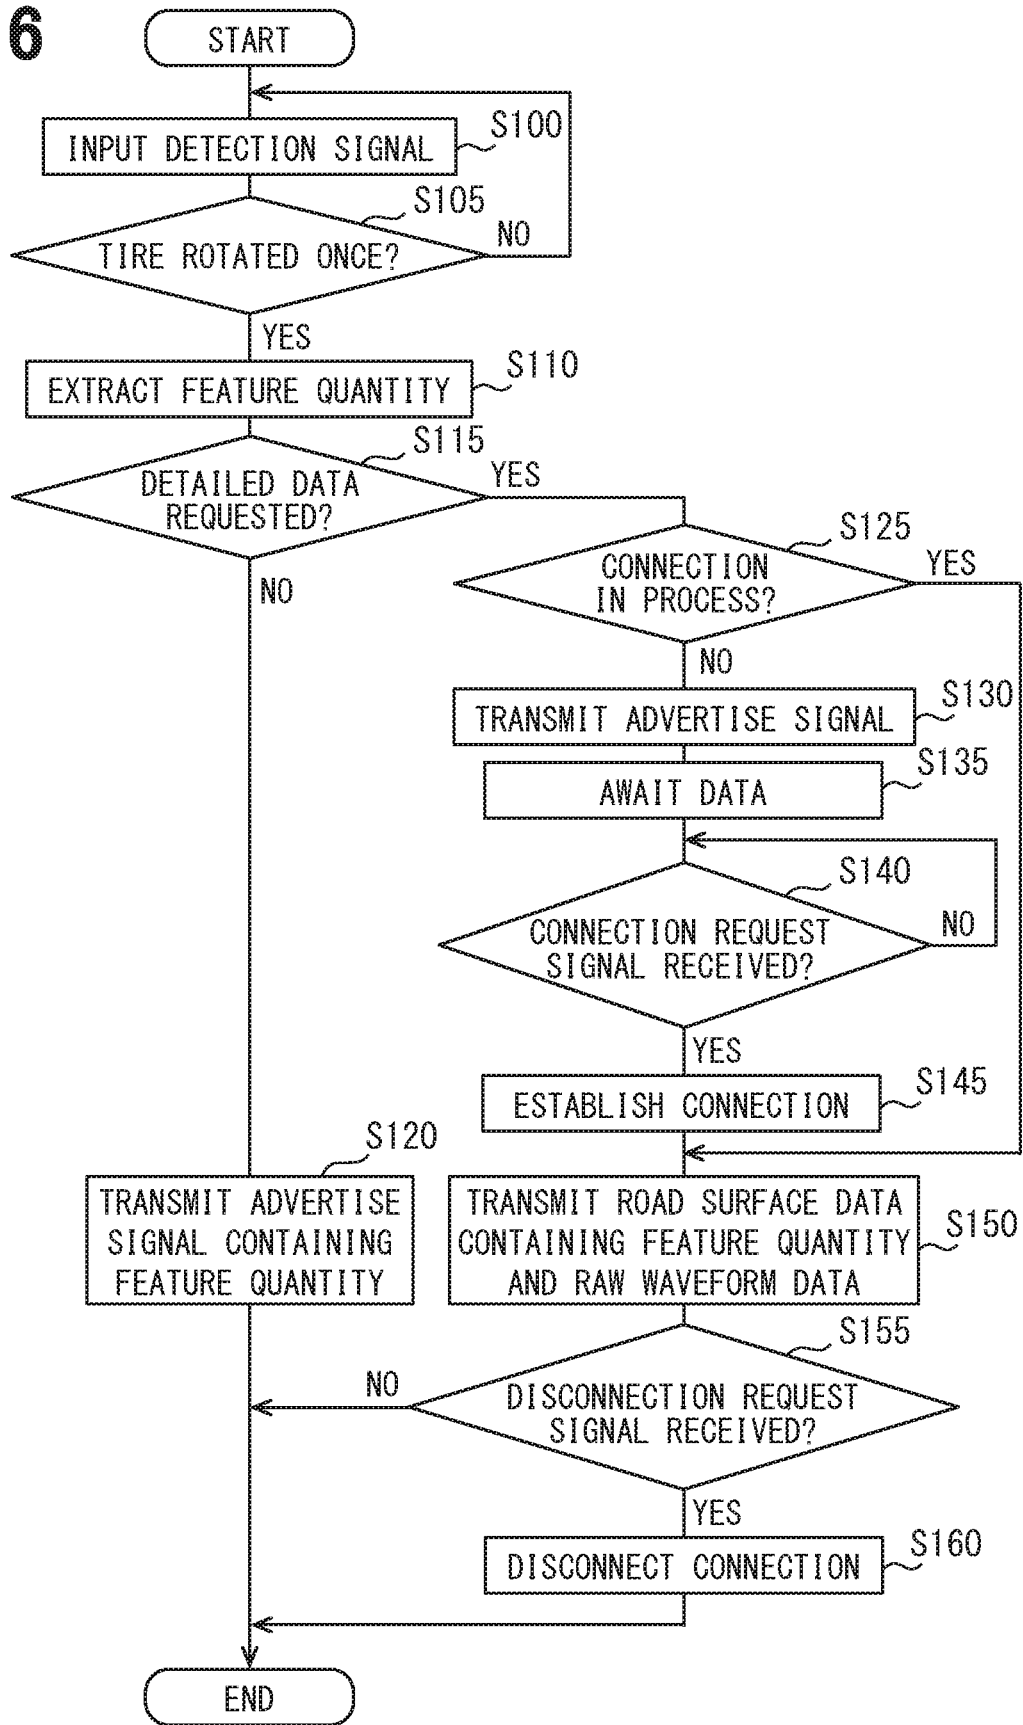 6
START
INPUT DETECTION SIGNAL
S100
S105
TIRE ROTATED ONCE?
NO
YES
EXTRACT FEATURE QUANTITY
S110
S115
DETAILED DATA
REQUESTED?
YES
NO
S125
CONNECTION
IN PROCESS?
YES
NO
TRANSMIT ADVERTISE SIGNAL
S130
S135
AWAIT DATA
S140
CONNECTION REQUEST
SIGNAL RECEIVED?
NO
YES
ESTABLISH CONNECTION
S145
S120
TRANSMIT ADVERTISE
SIGNAL CONTAINING
FEATURE QUANTITY
TRANSMIT ROAD SURFACE DATA
CONTAINING FEATURE QUANTITY
AND RAW WAVEFORM DATA
S150
S155
DISCONNECTION REQUEST
SIGNAL RECEIVED?
NO
YES
DISCONNECT CONNECTION
S160
END